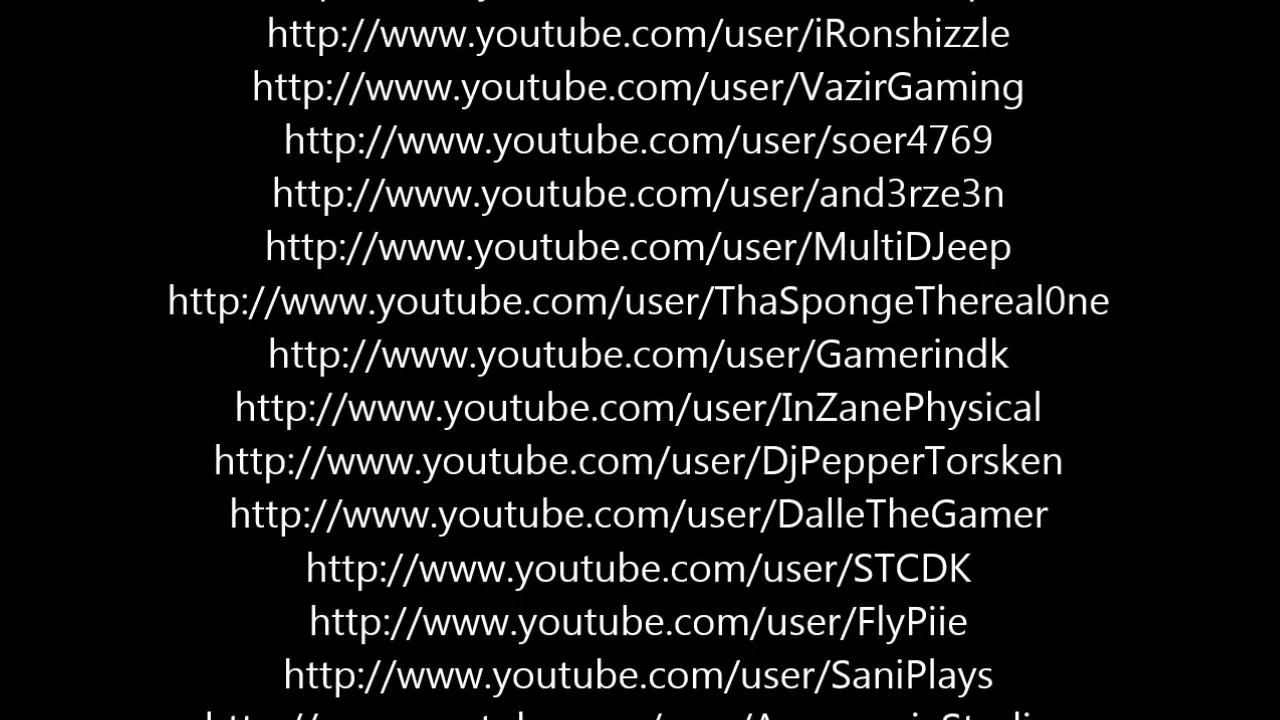 http://www.youtube.com/user/iRonshizzle
http://www.youtube.com/user/VazirGaming
http://www.youtube.com/user/soer4769
http://www.youtube.com/user/and3rze3n
http://www.youtube.com/user/MultiDJeep
http://www.youtube.com/user/ThaSpongeThereal0ne
http://www.youtube.com/user/Gamerindk
http://www.youtube.com/user/InZanePhysical
http://www.youtube.com/user/DjPepperTorsken
http://www.youtube.com/user/DalleTheGamer
http://www.youtube.com/user/STCDK
http://www.youtube.com/user/FlyPiie
http://www.youtube.com/user/SaniPlays